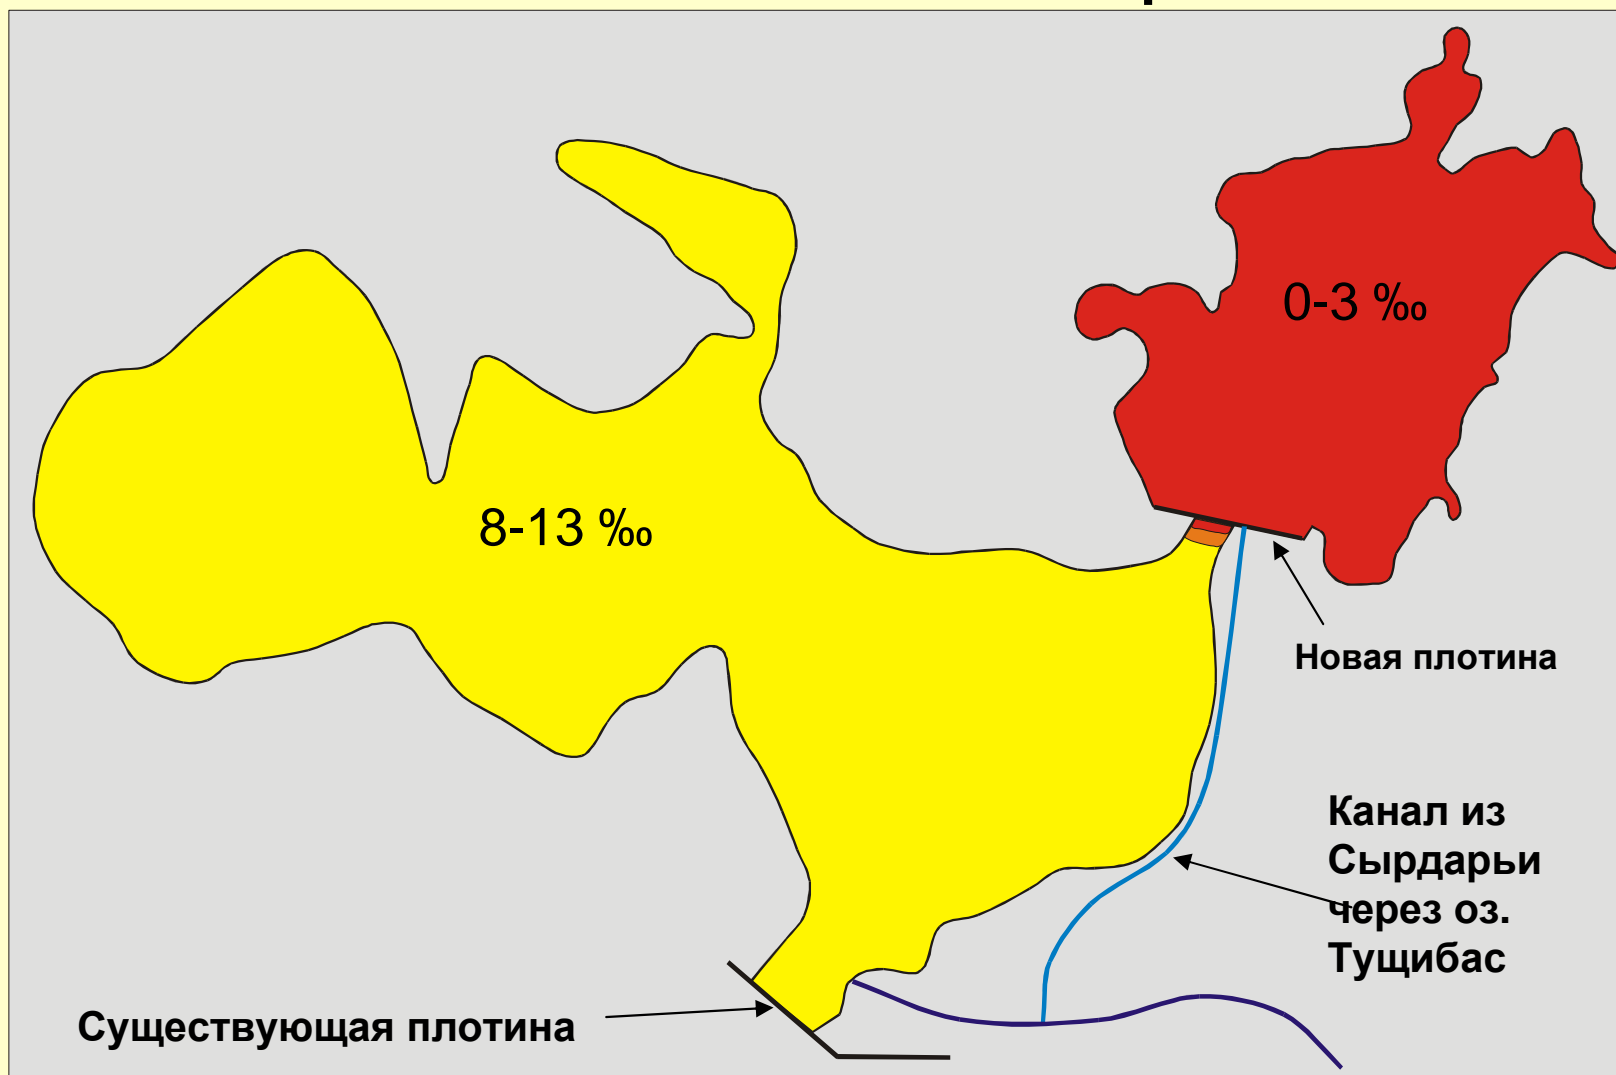 0-3 ‰
8-13 ‰
Новая плотина
Канал из
Сырдарьи
через оз.
Тущибас
Существующая плотина